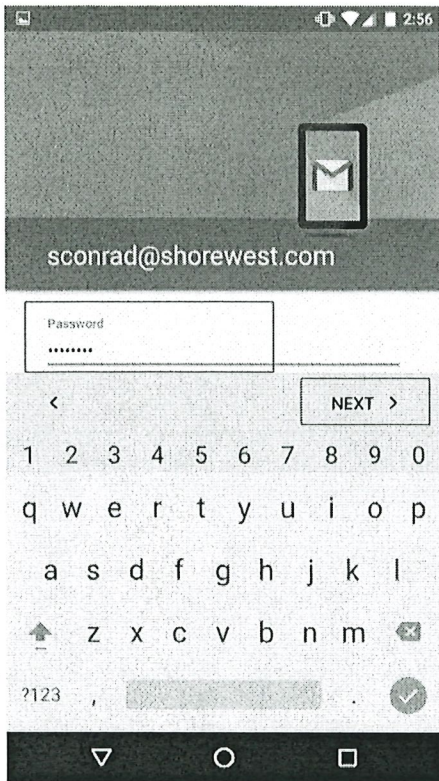 2:56
sconrad@shorewest.com
Password
••••••••
< NEXT >
1 2 3 4 5 6 7 8 9 0
q w e r t y u i o p
a s d f g h j k l
z x c v b n m
?123 , .